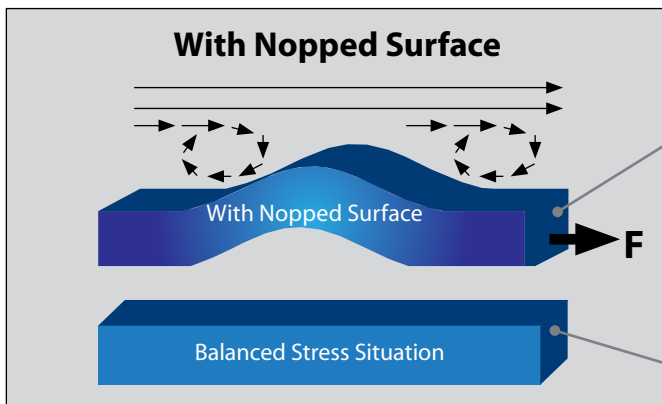 With Nopped Surface
With Nopped Surface
F
Balanced Stress Situation